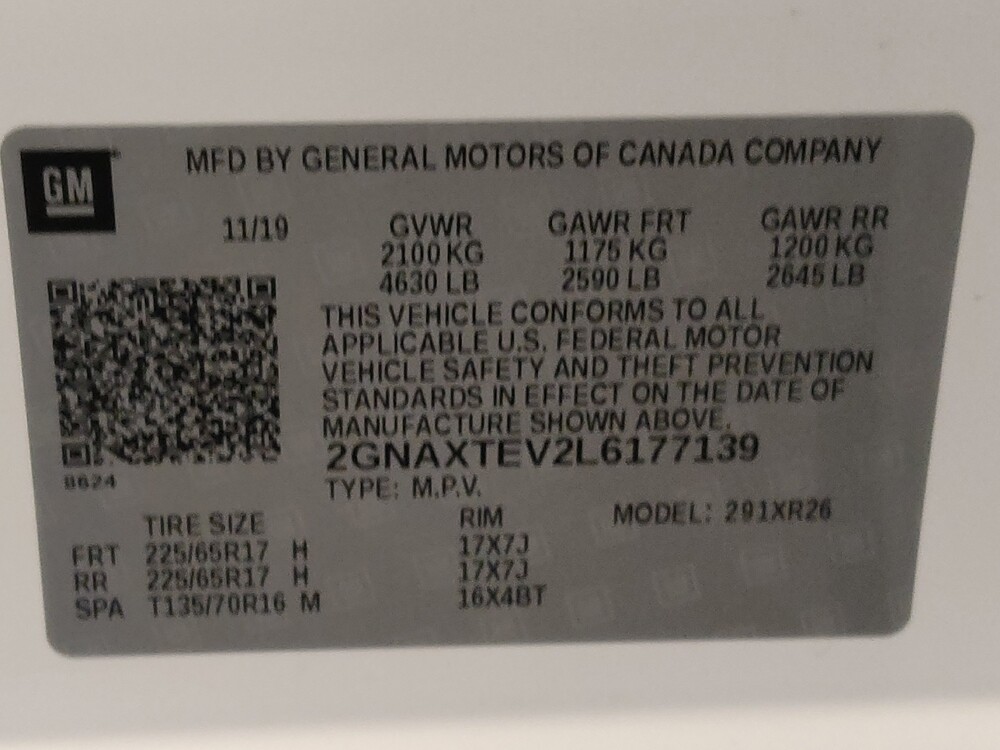 GM
MFD BY GENERAL MOTORS OF CANADA COMPANY
11/19 GVWR GAWR FRT GAWR RR
2100 KG 1175 KG 1200 KG
4630 LB 2590 LB 2645 LB
THIS VEHICLE CONFORMS TO ALL
APPLICABLE U.S. FEDERAL MOTOR
VEHICLE SAFETY AND THEFT PREVENTION
STANDARDS IN EFFECT ON THE DATE OF
MANUFACTURE SHOWN ABOVE.
2GNAXTEV2L6177139
8624
TYPE: M.P.V.
TIRE SIZE RIM MODEL: 291XR26
FRT 225/65R17 H 17X7J
RR 225/65R17 H 17X7J
SPA T135/70R16 M 16X4BT